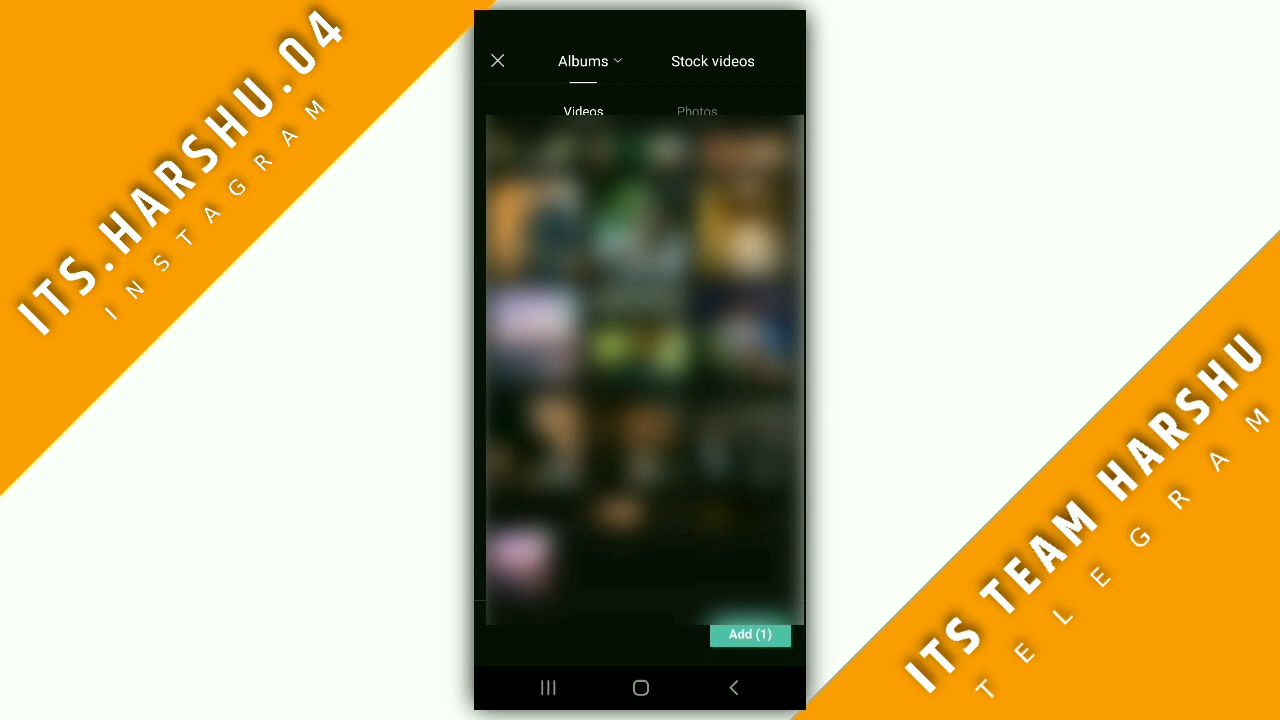 ITS.HARSHU.04
INSTAGRAM
Albums
Stock videos
Videos
Photos
Add (1)
ITS TEAM HARSHU
TELEGRAM